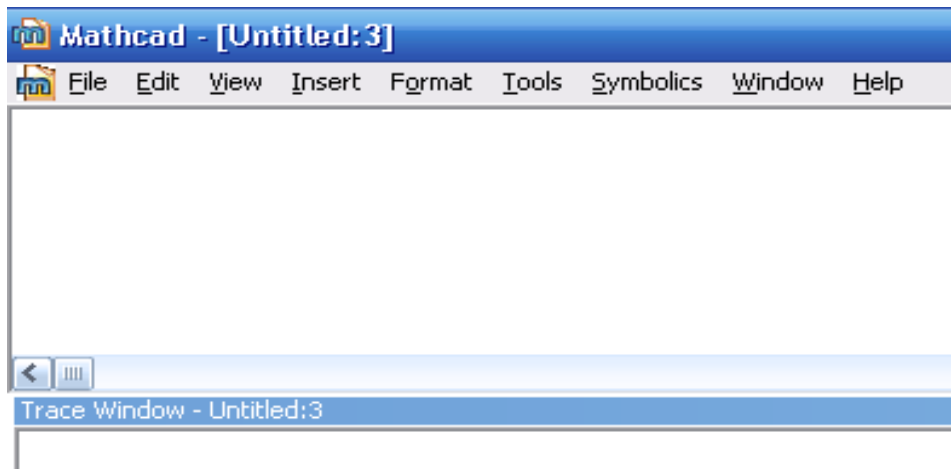 Mathcad - [Untitled:3]
File Edit View Insert Format Tools Symbolics Window Help
Trace Window - Untitled:3